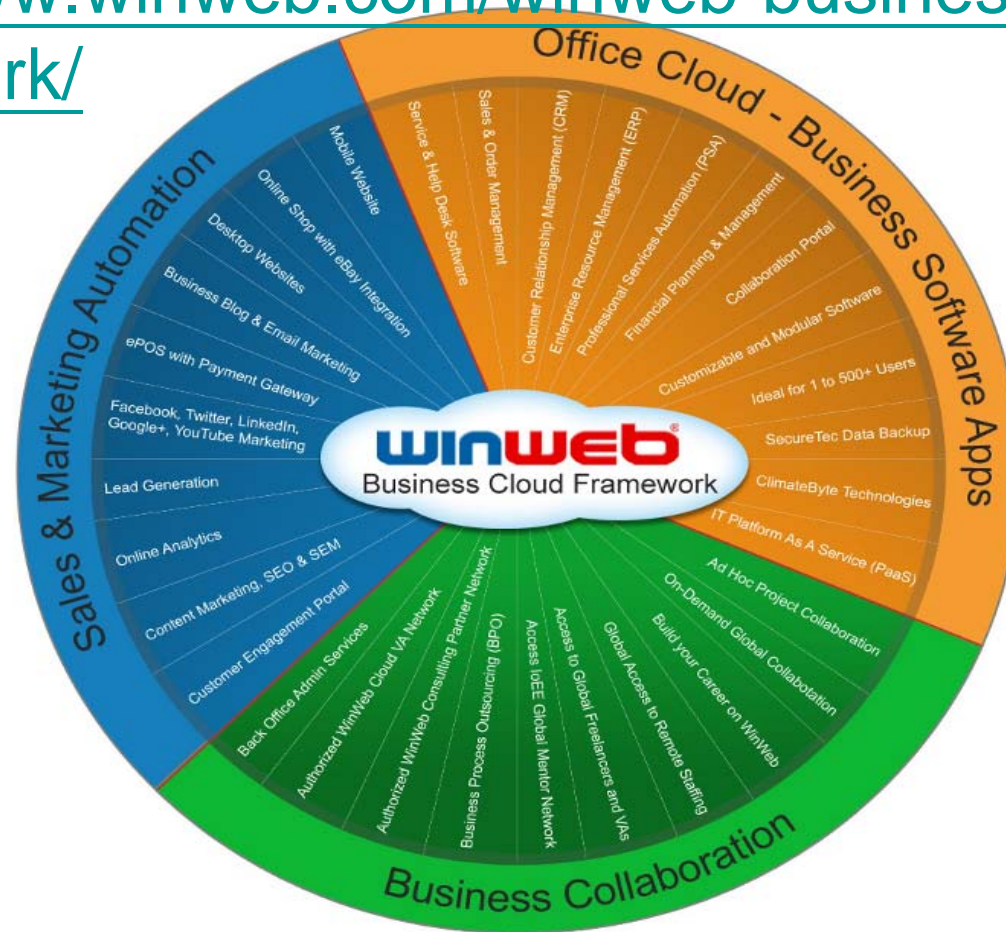 w.winweb.com/winweb-busines
rk/
Office Cloud - Business Software Apps
Service & Help Desk Software
Sales & Order Management
Customer Relationship Management (CRM)
Enterprise Resource Management (ERP)
Professional Services Automation (PSA)
Financial Planning & Management
Collaboration Portal
Customizable and Modular Software
Ideal for 1 to 500+ Users
SecureTec Data Backup
ClimateByte Technologies
IT Platform As A Service (PaaS)
Sales & Marketing Automation
Mobile Website
Online Shop with eBay Integration
Desktop Websites
Business Blog & Email Marketing
ePOS with Payment Gateway
Facebook, Twitter, LinkedIn,
Google+, YouTube Marketing
Lead Generation
Online Analytics
Content Marketing, SEO & SEM
Customer Engagement Portal
winweb®
Business Cloud Framework
Back Office Admin Services
Authorized WinWeb Cloud VA Network
Authorized WinWeb Consulting Partner Network
Business Process Outsourcing (BPO)
Access IoEE Global Mentor Network
Access to Global Freelancers and VAs
Global Access to Remote Staffing
Build your Career on WinWeb
On-Demand Global Collabotation
Ad Hoc Project Collaboration
Business Collaboration